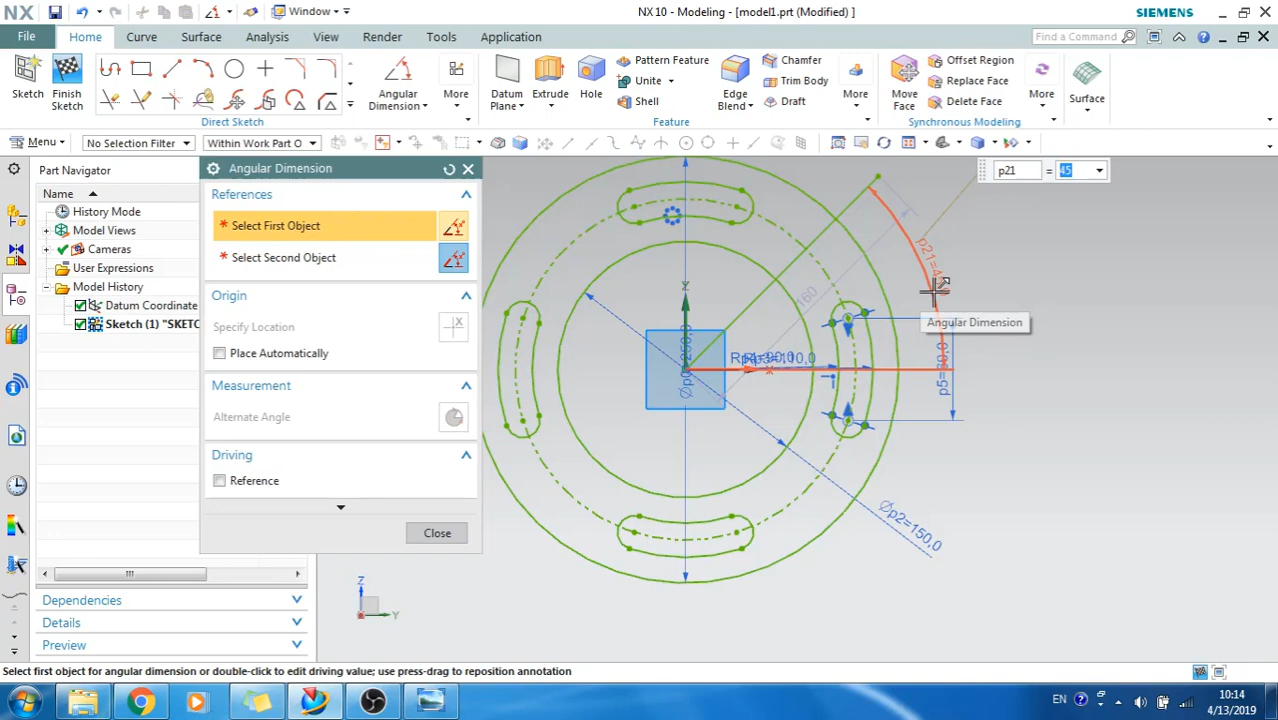 NX
Window
NX 10 - Modeling - [model1.prt (Modified) ]
SIEMENS
File
Home
Curve
Surface
Analysis
View
Render
Tools
Application
Find a Command
Sketch
Finish Sketch
Angular Dimension
More
Direct Sketch
Datum Plane
Extrude
Hole
Pattern Feature
Unite
Shell
Edge Blend
Chamfer
Trim Body
Draft
More
Feature
Move Face
Offset Region
Replace Face
Delete Face
More
Synchronous Modeling
Surface
Menu
No Selection Filter
Within Work Part O
Part Navigator
Name
History Mode
Model Views
Cameras
User Expressions
Model History
Datum Coordinate
Sketch (1) "SKETC
Dependencies
Details
Preview
Angular Dimension
References
* Select First Object
* Select Second Object
Origin
Specify Location
Place Automatically
Measurement
Alternate Angle
Driving
Reference
Close
p21
=
45
160
Angular Dimension
Øp2=150,0
X
Z
Y
Select first object for angular dimension or double-click to edit driving value; use press-drag to reposition annotation
EN
10:14
4/13/2019